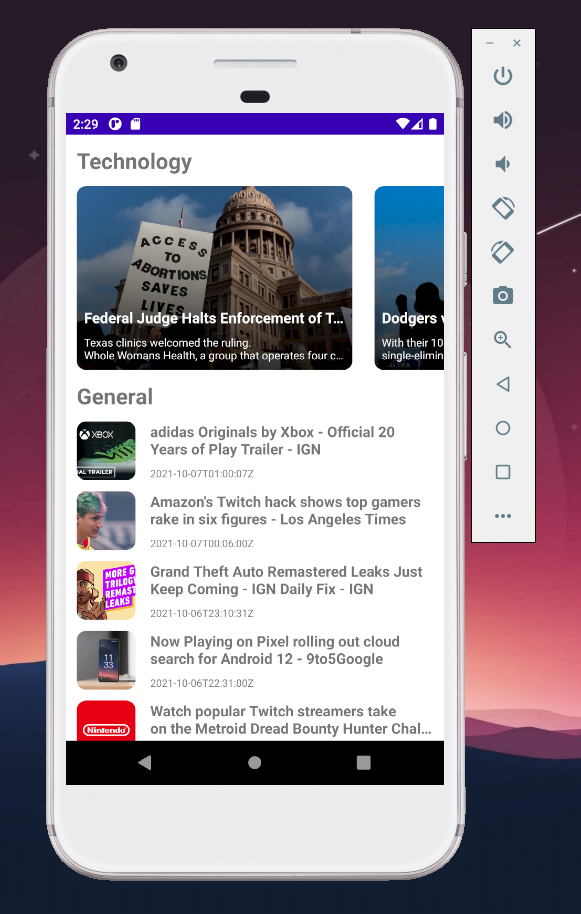 2:29
Technology
ACCESS
TO
ABORTIONS
SAVES
LIVES
Federal Judge Halts Enforcement of T...
Texas clinics welcomed the ruling.
Whole Womans Health, a group that operates four c...
Dodgers
With their 10
single-elimin
General
XBOX
AL TRAILER
adidas Originals by Xbox - Official 20
Years of Play Trailer - IGN
2021-10-07T01:00:07Z
Amazon's Twitch hack shows top gamers
rake in six figures - Los Angeles Times
2021-10-07T00:06:00Z
MORE G
TRILOG
REMAST
LEAKS
Grand Theft Auto Remastered Leaks Just
Keep Coming - IGN Daily Fix - IGN
2021-10-06T23:10:31Z
11
33
Now Playing on Pixel rolling out cloud
search for Android 12 - 9to5Google
2021-10-06T22:31:00Z
Nintendo
Watch popular Twitch streamers take
on the Metroid Dread Bounty Hunter Chal...